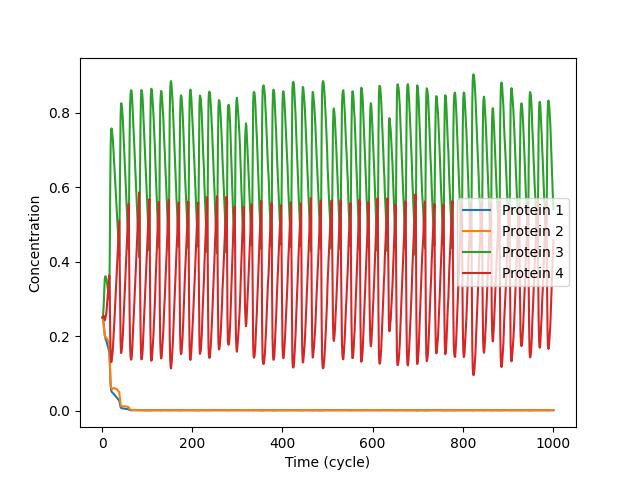 0.8
0.6
0.4
0.2
0.0
Concentration
0
200
400
600
800
1000
Time (cycle)
Protein 1
Protein 2
Protein 3
Protein 4